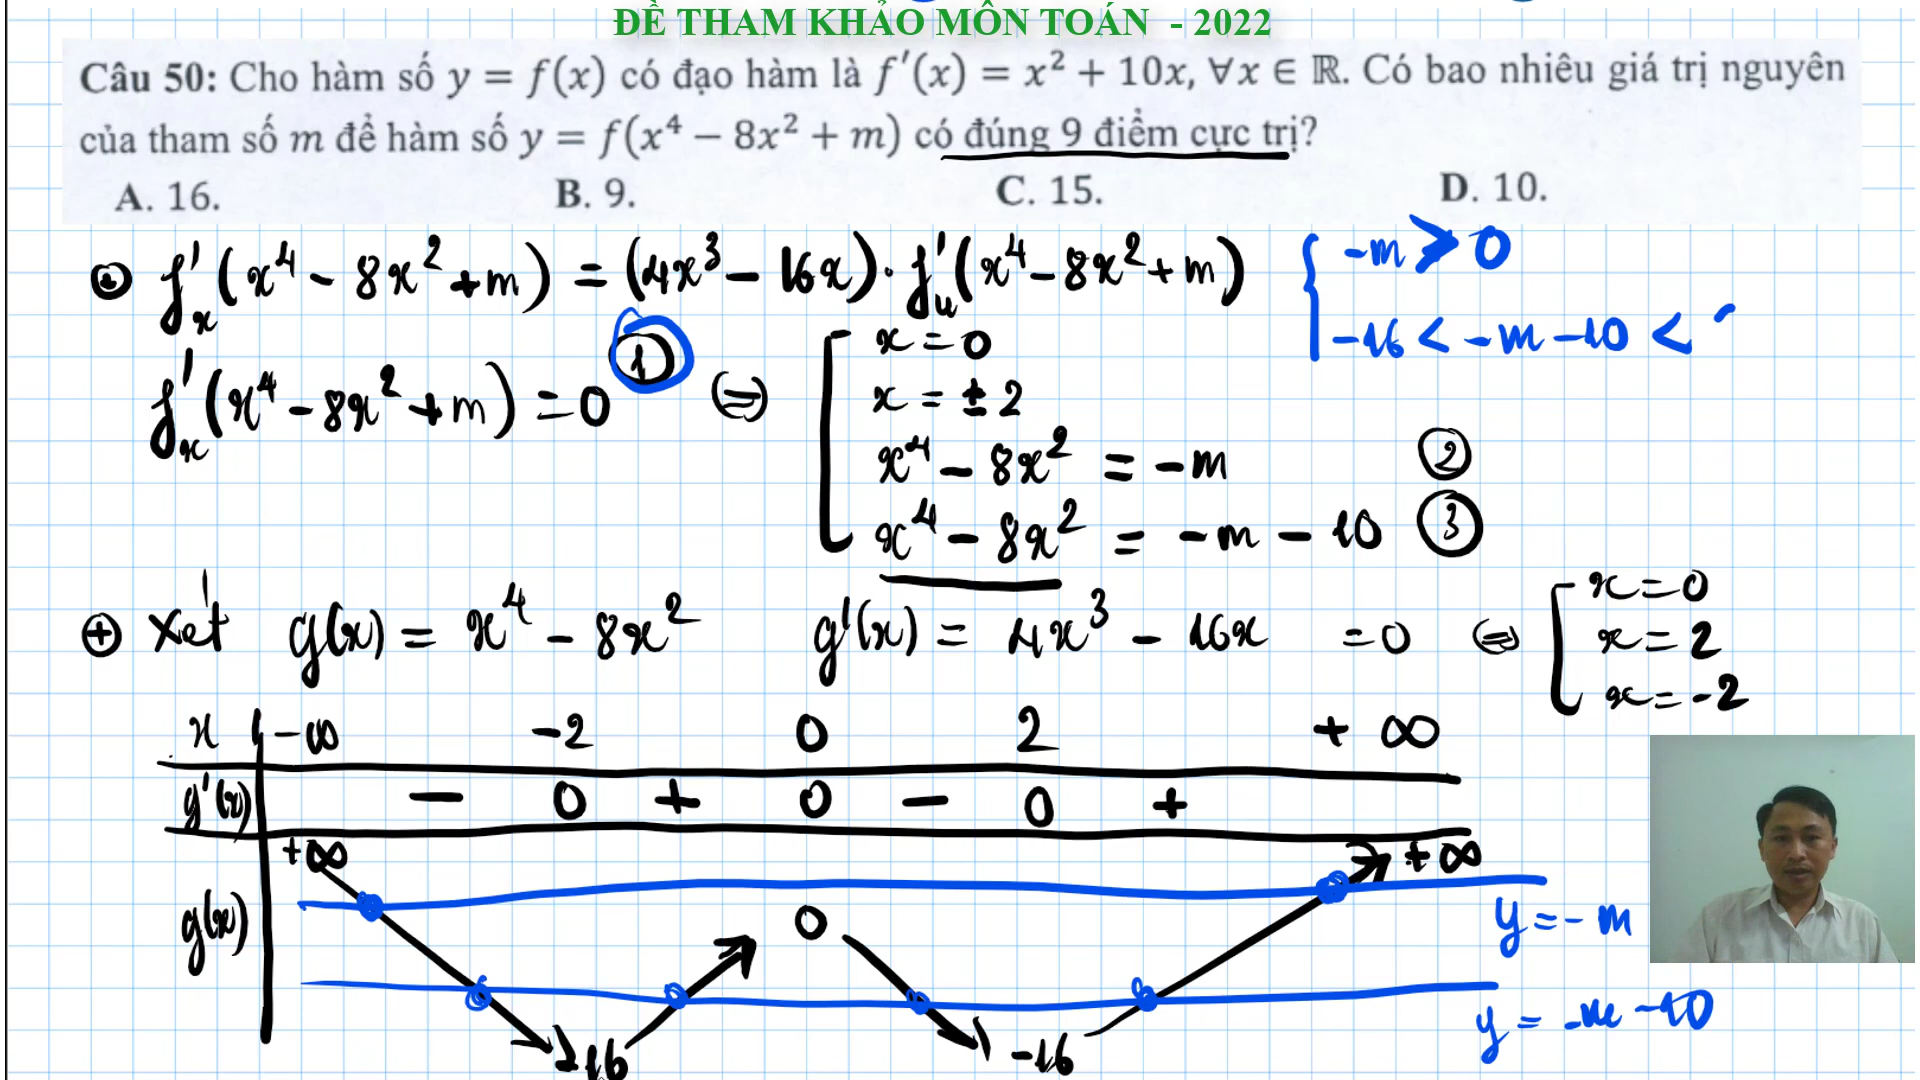 ĐỀ THAM KHẢO MÔN TOÁN - 2022
Câu 50: Cho hàm số y = f(x) có đạo hàm là f′(x) = x² + 10x, ∀x ∈ ℝ. Có bao nhiêu giá trị nguyên
của tham số m để hàm số y = f(x⁴ − 8x² + m) có đúng 9 điểm cực trị?
A. 16. B. 9. C. 15. D. 10.
f'ₓ(x⁴ - 8x² + m) = (4x³ - 16x).f'ᵤ(x⁴ - 8x² + m)
-m ⩾ 0
-16 < -m - 10 <
f'ₓ(x⁴ - 8x² + m) = 0 ① ⇔
x = 0
x = ± 2
x⁴ - 8x² = -m ②
x⁴ - 8x² = -m - 10 ③
⊕ Xét g(x) = x⁴ - 8x² g'(x) = 4x³ - 16x = 0 ⇔
x = 0
x = 2
x = -2
x -∞ -2 0 2 +∞
g'(x) - 0 + 0 - 0 +
+∞ +∞
g(x) 0
y = -m
-16 -16
y = -m - 10